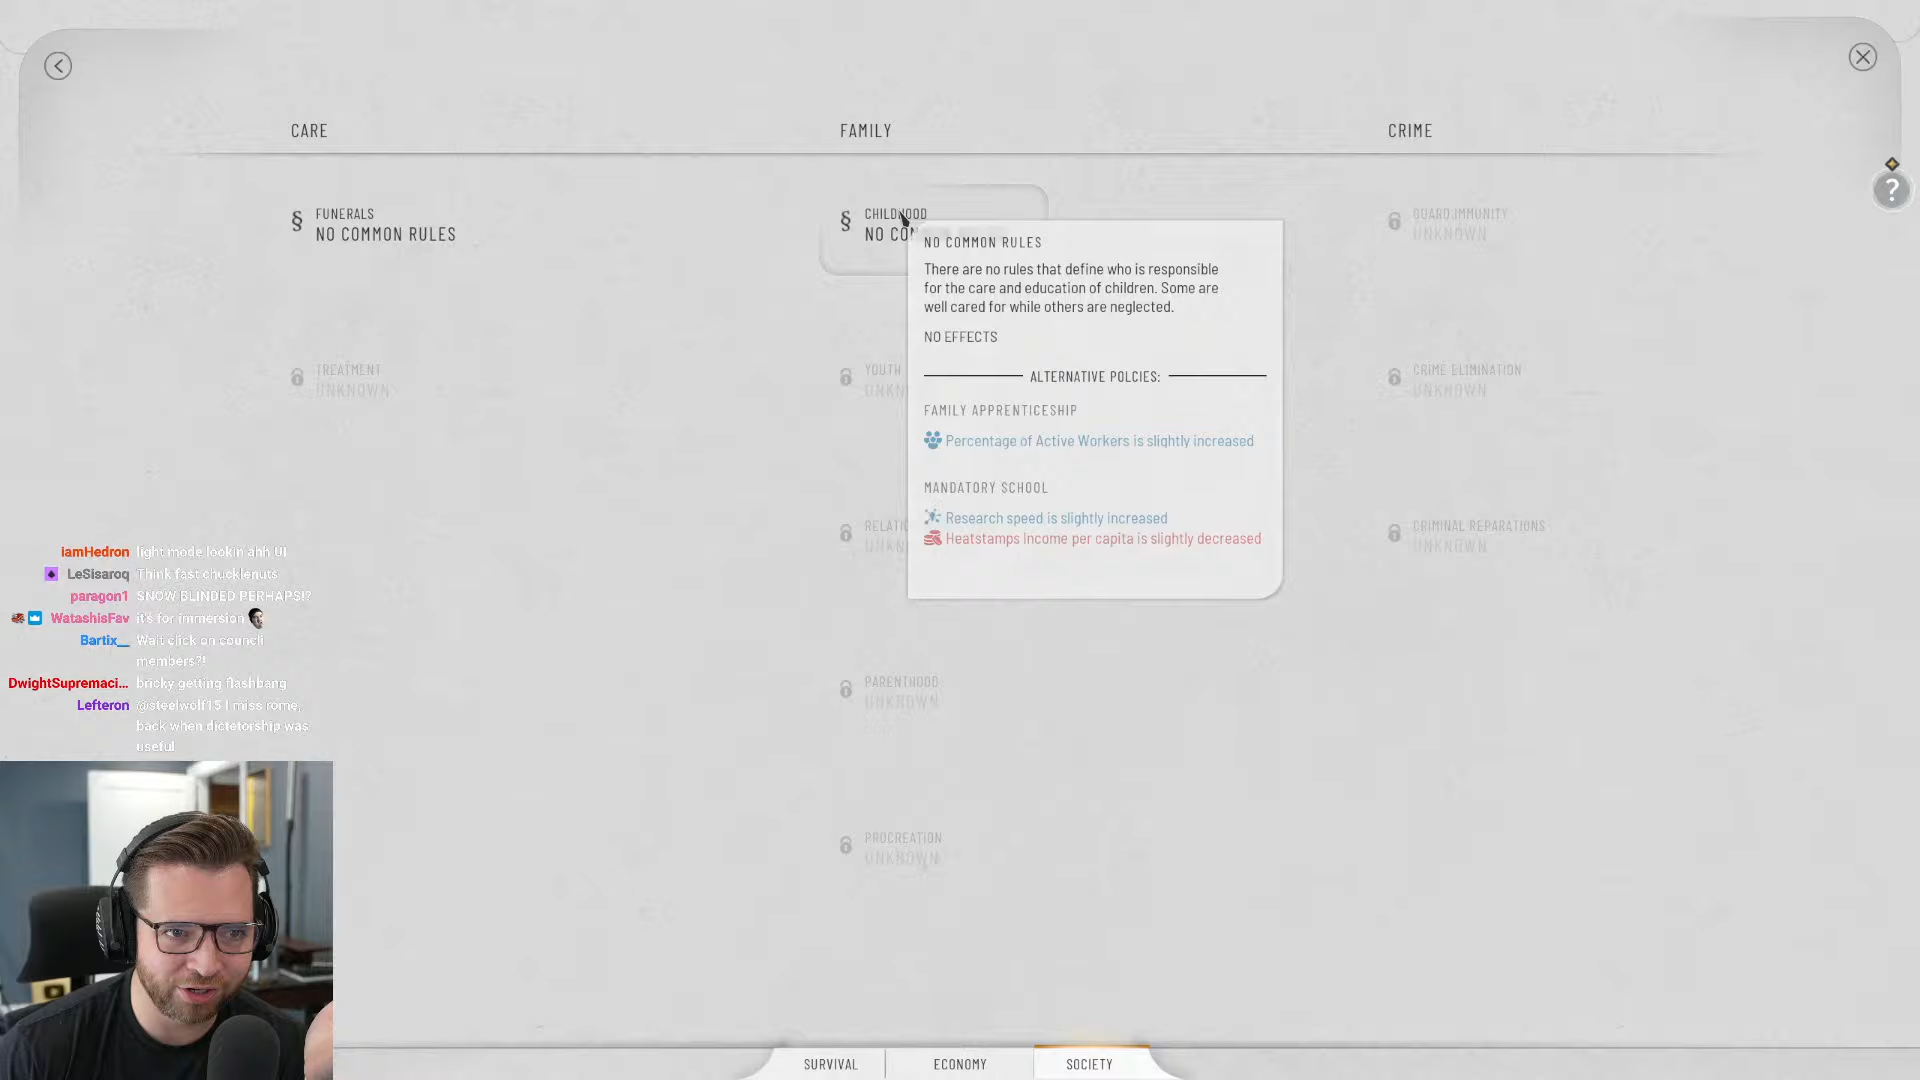 CARE
FAMILY
CRIME
FUNERALS
NO COMMON RULES
CHILDHOOD
NO COM
GUARD IMMUNITY
UNKNOWN
NO COMMON RULES
There are no rules that define who is responsible
for the care and education of children. Some are
well cared for while others are neglected.
NO EFFECTS
ALTERNATIVE POLCIES:
FAMILY APPRENTICESHIP
Percentage of Active Workers is slightly increased
MANDATORY SCHOOL
Research speed is slightly increased
Heatstamps Income per capita is slightly decreased
TREATMENT
UNKNOWN
YOUTH
UNKN
CRIME ELIMINATION
UNKNOWN
RELATI
UNKN
CRIMINAL REPARATIONS
UNKNOWN
PARENTHOOD
UNKNOWN
PROCREATION
UNKNOWN
?
IamHedron light mode lookin ahh UI
LeSisaroq Think fast chucklenuts
paragon1 SNOW BLINDED PERHAPS!?
WatashisFav it's for immersion
Bartix__ Wait click on council
members?!
DwightSupremaci... bricky getting flashbang
Lefteron @steelwolf15 I miss rome,
back when dictetorship was
useful
SURVIVAL
ECONOMY
SOCIETY